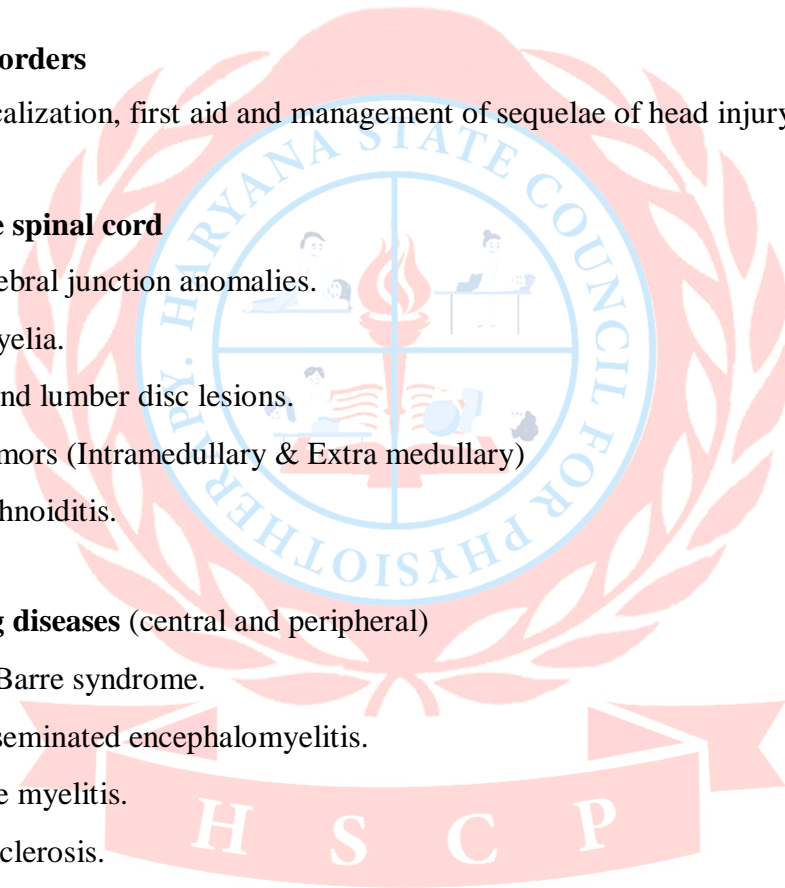 orders
calization, first aid and management of sequelae of head injury
e spinal cord
ebral junction anomalies.
yelia.
nd lumber disc lesions.
mors (Intramedullary & Extra medullary)
hnoiditis.
g diseases (central and peripheral)
Barre syndrome.
seminated encephalomyelitis.
e myelitis.
clerosis.
HARYANA STATE COUNCIL FOR PHYSIOTHERAPY.
H S C P